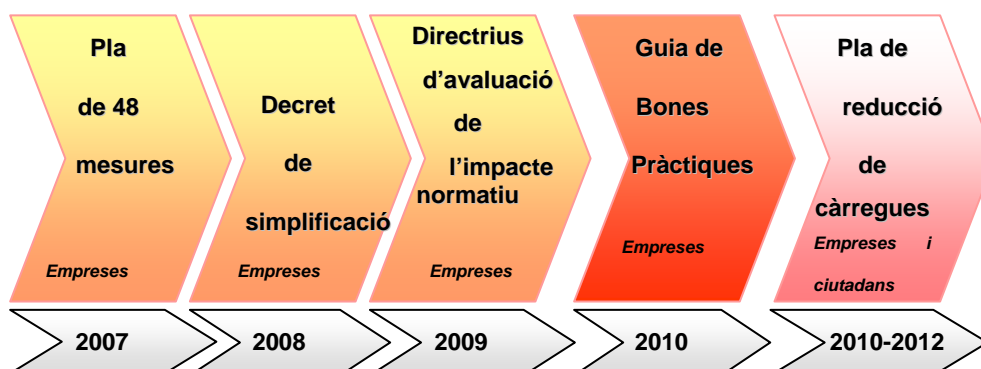 Pla
de 48
mesures
Empreses
Decret
de
simplificació
Empreses
Directrius
d’avaluació
de
l’impacte
normatiu
Empreses
Guia de
Bones
Pràctiques
Empreses
Pla de
reducció
de
càrregues
Empreses i
ciutadans
2007
2008
2009
2010
2010-2012